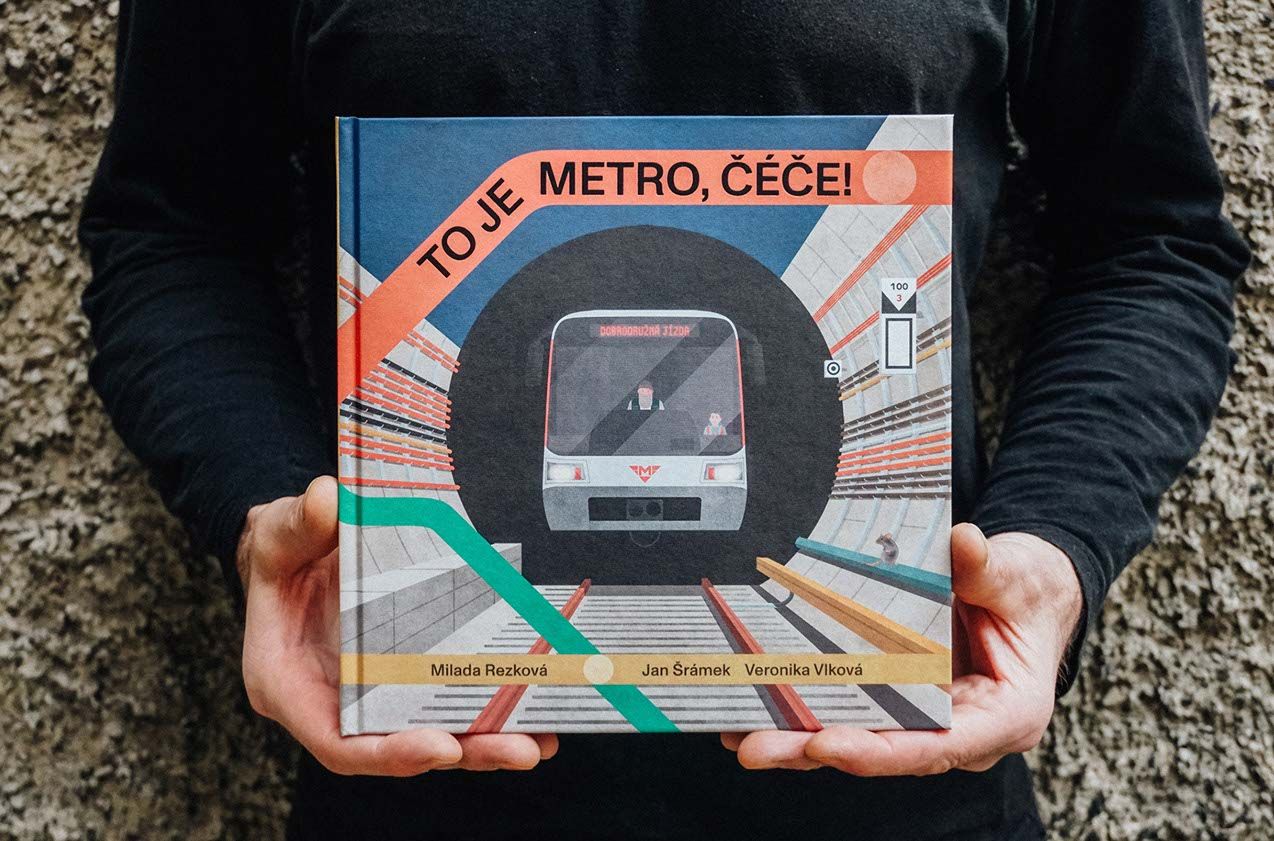 TO JE METRO, ČÉČE!
100
3
DOBRODRUŽNÁ JÍZDA
M
Milada Rezková Jan Šrámek Veronika Vlková